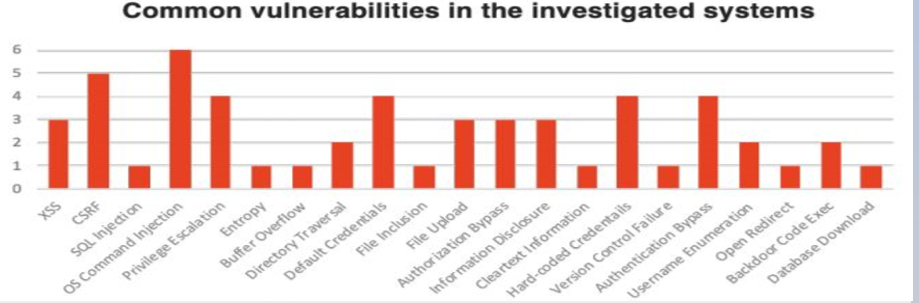 Common vulnerabilities in the investigated systems
6
5
4
3
2
1
0
XSS
CSRF
SQL Injection
OS Command Injection
Privilege Escalation
Entropy
Buffer Overflow
Directory Traversal
Default Credentials
File Inclusion
File Upload
Authorization Bypass
Information Disclosure
Cleartext Information
Hard-coded Credentails
Version Control Failure
Authentication Bypass
Username Enumeration
Open Redirect
Backdoor Code Exec
Database Download